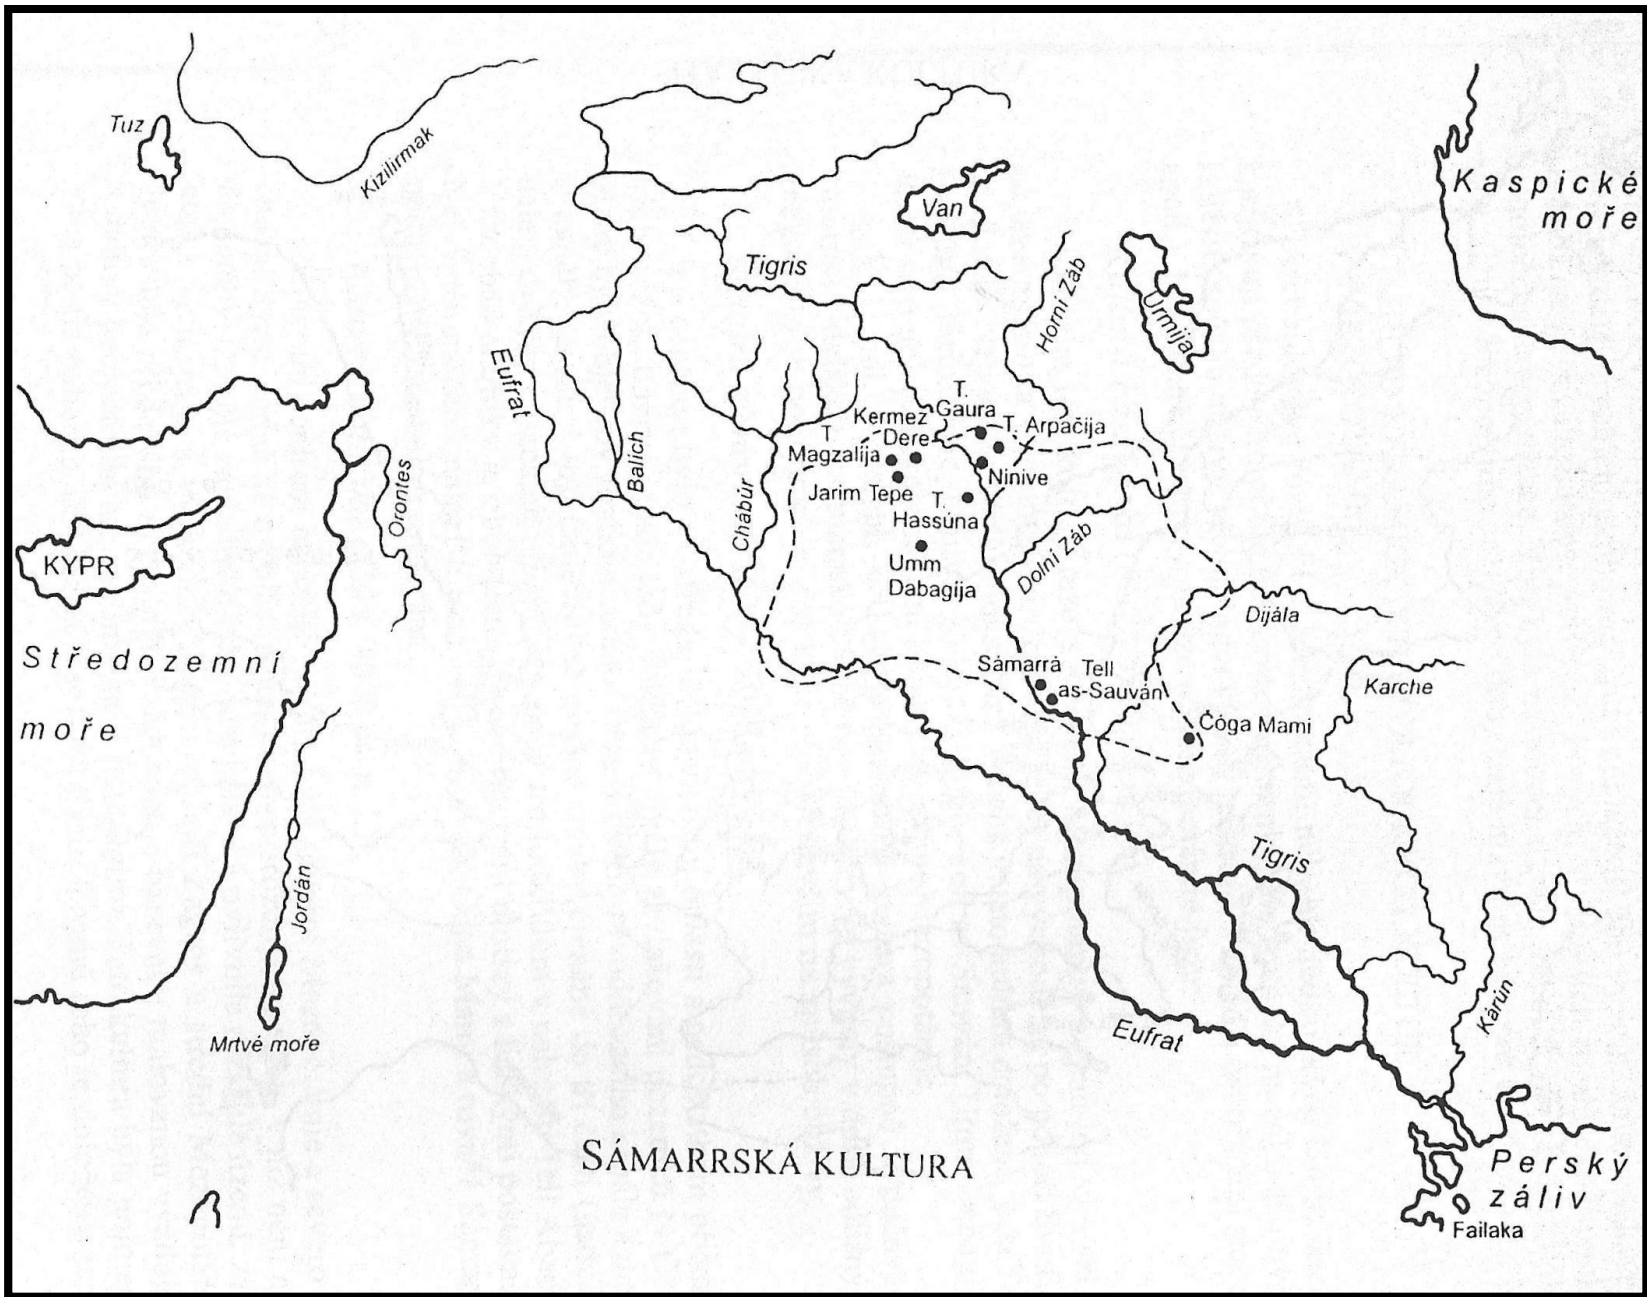 Tuz
Kizilirmak
Kaspické
moře
Van
Tigris
Horní Záb
Urmija
Eufrat
T.
Gaura
Kermez
Dere
T. Arpačija
T
Magzalíja
Balich
Ninive
Jarim Tepe
Orontes
Chábúr
T.
Hassúna
KYPR
Umm
Dabagíja
Dolní Záb
Dijála
Středozemní
moře
Sámarrá
Tell
as-Sauván
Karche
Čóga Mami
Tigris
Jordán
Mrtvé moře
Eufrat
Kárún
SÁMARRSKÁ KULTURA
Perský
záliv
Failaka